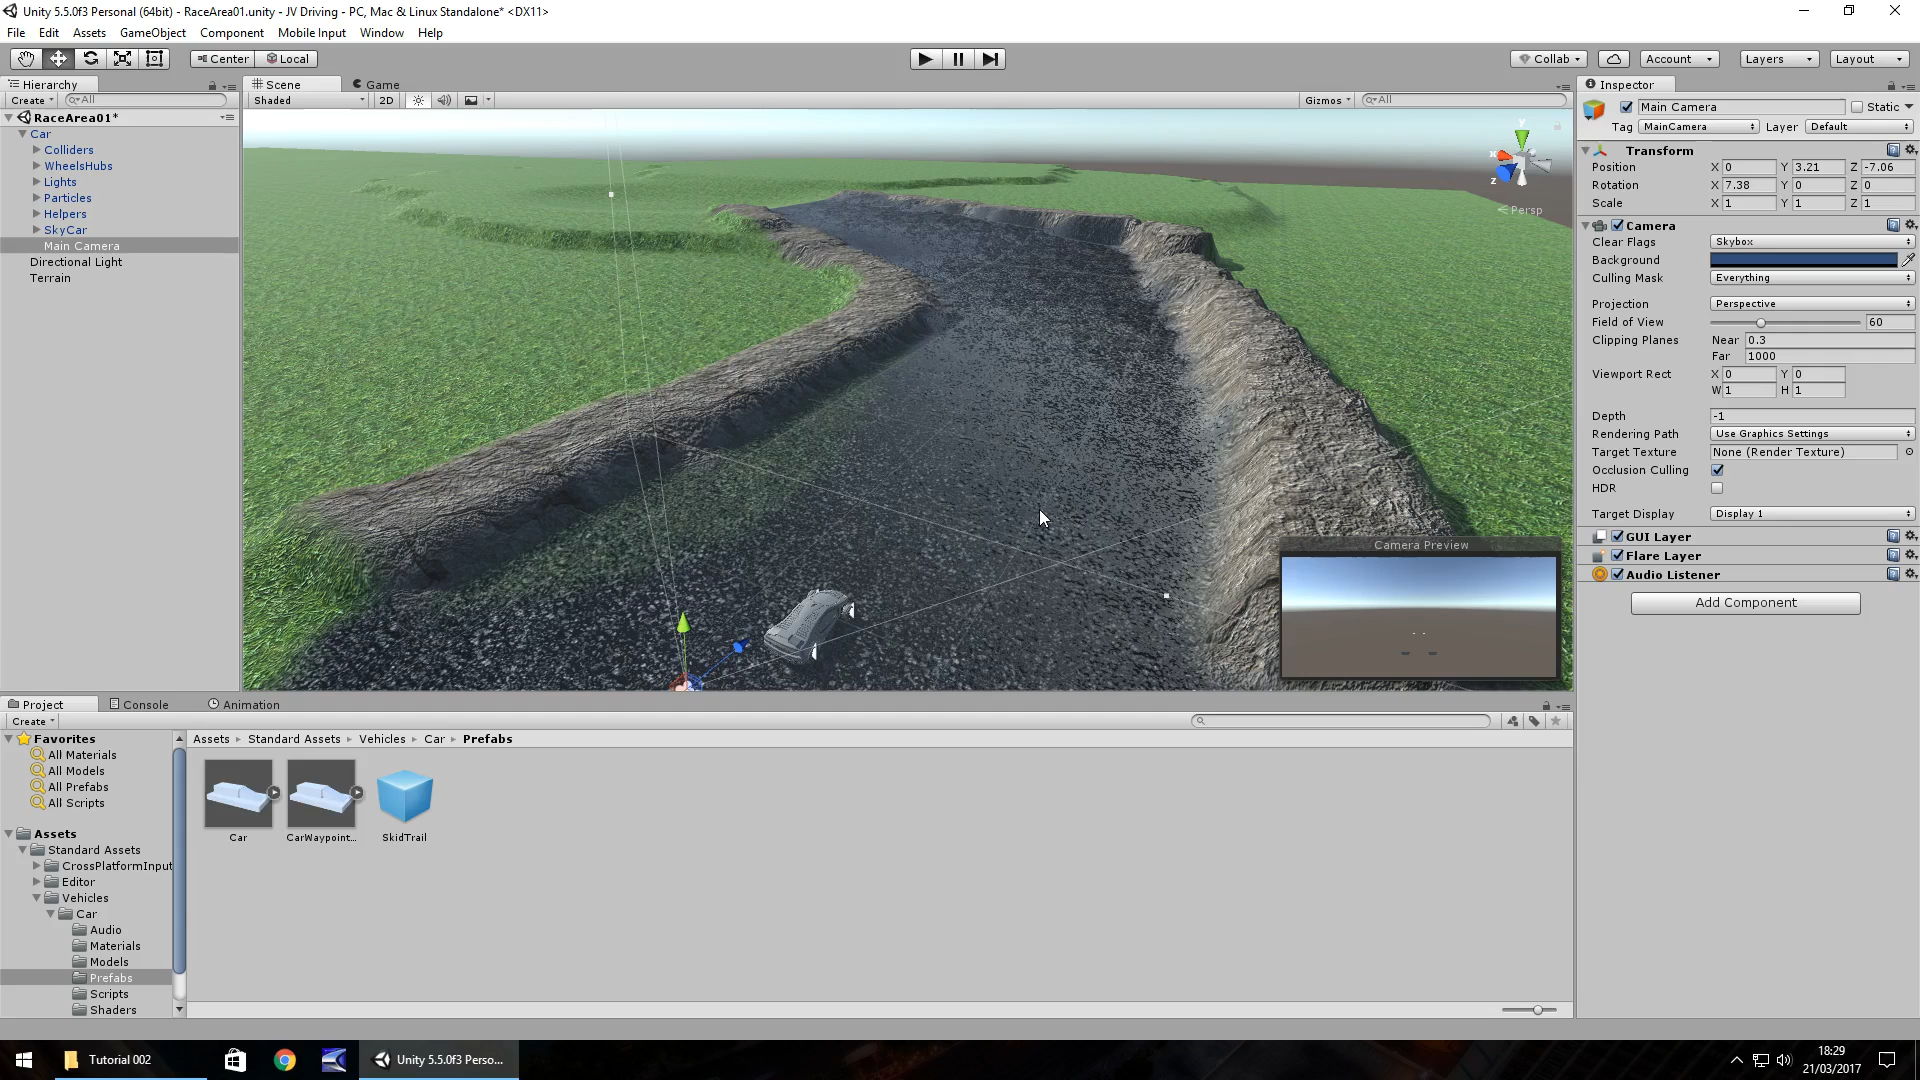 Unity 5.5.0f3 Personal (64bit) - RaceArea01.unity - JV Driving - PC, Mac & Linux Standalone* <DX11>
File Edit Assets GameObject Component Mobile Input Window Help
Center Local Collab Account Layers Layout
Hierarchy
Create All
RaceArea01*
Car
Colliders
WheelsHubs
Lights
Particles
Helpers
SkyCar
Main Camera
Directional Light
Terrain
Scene Game
Shaded 2D Gizmos All
y
x
z
Persp
Camera Preview
Inspector
Main Camera Static
Tag MainCamera Layer Default
Transform
Position X 0 Y 3.21 Z -7.06
Rotation X 7.38 Y 0 Z 0
Scale X 1 Y 1 Z 1
Camera
Clear Flags Skybox
Background
Culling Mask Everything
Projection Perspective
Field of View 60
Clipping Planes Near 0.3
Far 1000
Viewport Rect X 0 Y 0
W 1 H 1
Depth -1
Rendering Path Use Graphics Settings
Target Texture None (Render Texture)
Occlusion Culling
HDR
Target Display Display 1
GUI Layer
Flare Layer
Audio Listener
Add Component
Project Console Animation
Create
Favorites
All Materials
All Models
All Prefabs
All Scripts
Assets
Standard Assets
CrossPlatformInput
Editor
Vehicles
Car
Audio
Materials
Models
Prefabs
Scripts
Shaders
Assets Standard Assets Vehicles Car Prefabs
Car CarWaypoint... SkidTrail
Tutorial 002 Unity 5.5.0f3 Perso...
18:29
21/03/2017